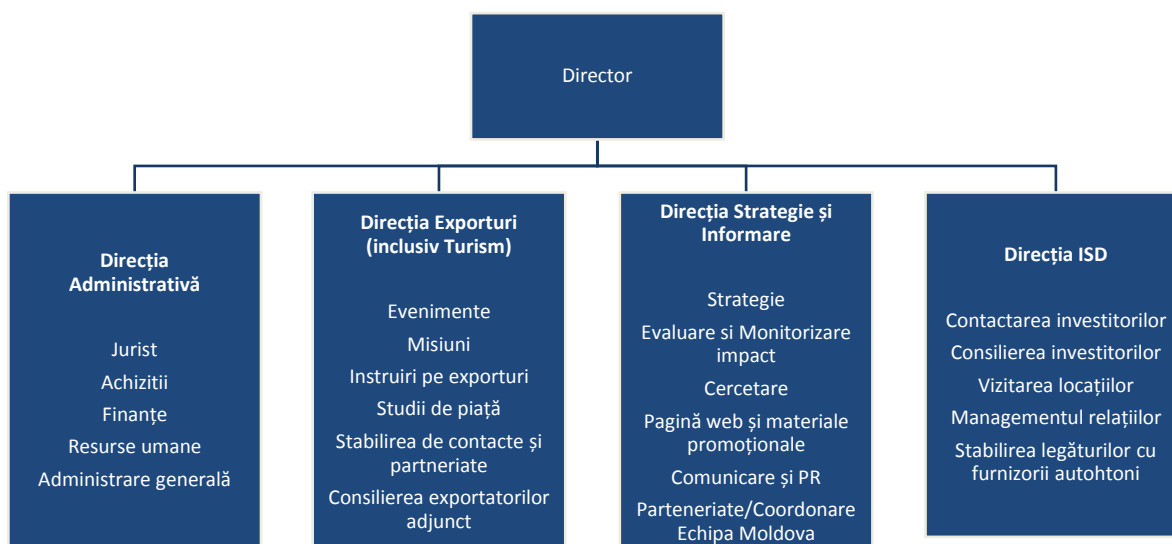 Director
Direcția
Administrativă
Jurist
Achizitii
Finanțe
Resurse umane
Administrare generală
Direcția Exporturi
(inclusiv Turism)
Evenimente
Misiuni
Instruiri pe exporturi
Studii de piață
Stabilirea de contacte și
partneriate
Consilierea exportatorilor
adjunct
Direcția Strategie și
Informare
Strategie
Evaluare si Monitorizare
impact
Cercetare
Pagină web și materiale
promoționale
Comunicare și PR
Parteneriate/Coordonare
Echipa Moldova
Direcția ISD
Contactarea investitorilor
Consilierea investitorilor
Vizitarea locațiilor
Managementul relațiilor
Stabilirea legăturilor cu
furnizorii autohtoni